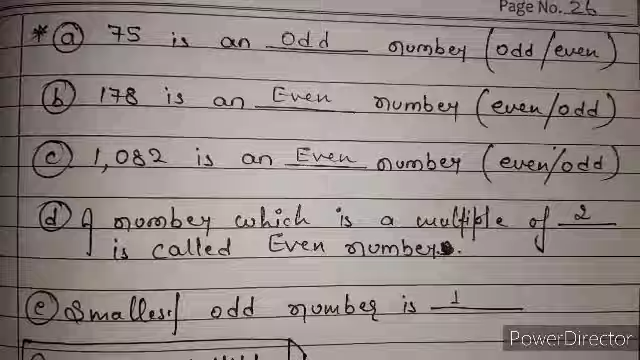 Page No. 26
*(a) 75 is an Odd number (odd/even)
(b) 178 is an Even number (even/odd)
(c) 1,082 is an Even number (even/odd)
(d) A number which is a multiple of 2
is called Even number.
(e) Smallest odd number is 1
PowerDirector